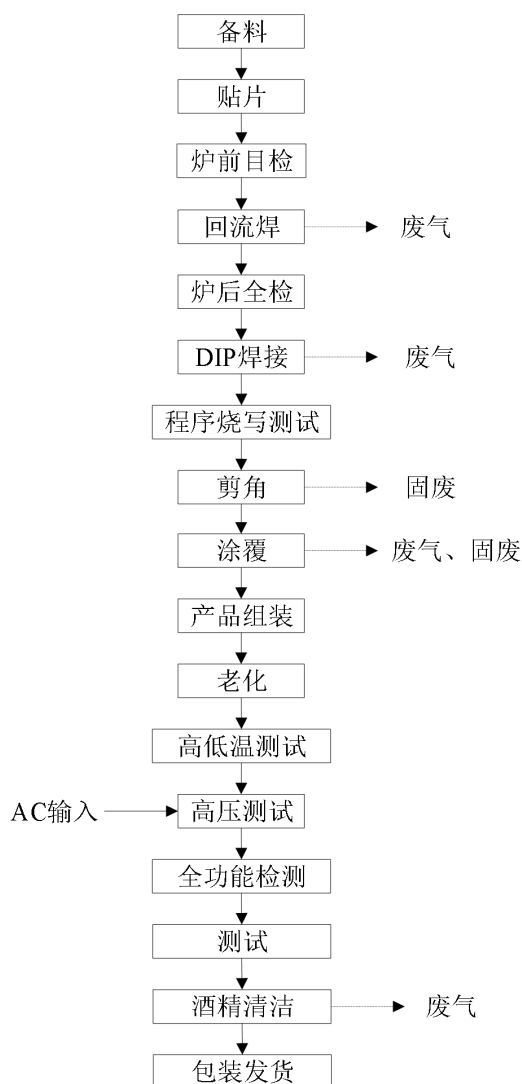 备料
贴片
炉前目检
回流焊 废气
炉后全检
DIP焊接 废气
程序烧写测试
剪角 固废
涂覆 废气、固废
产品组装
老化
高低温测试
AC输入 高压测试
全功能检测
测试
酒精清洁 废气
包装发货